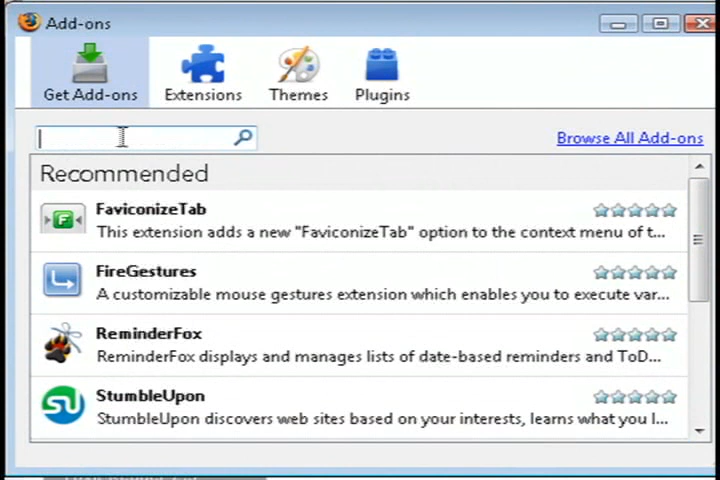 Add-ons
Get Add-ons
Extensions
Themes
Plugins
Browse All Add-ons
Recommended
FaviconizeTab
This extension adds a new "FaviconizeTab" option to the context menu of t...
FireGestures
A customizable mouse gestures extension which enables you to execute var...
ReminderFox
ReminderFox displays and manages lists of date-based reminders and ToD...
StumbleUpon
StumbleUpon discovers web sites based on your interests, learns what you l...